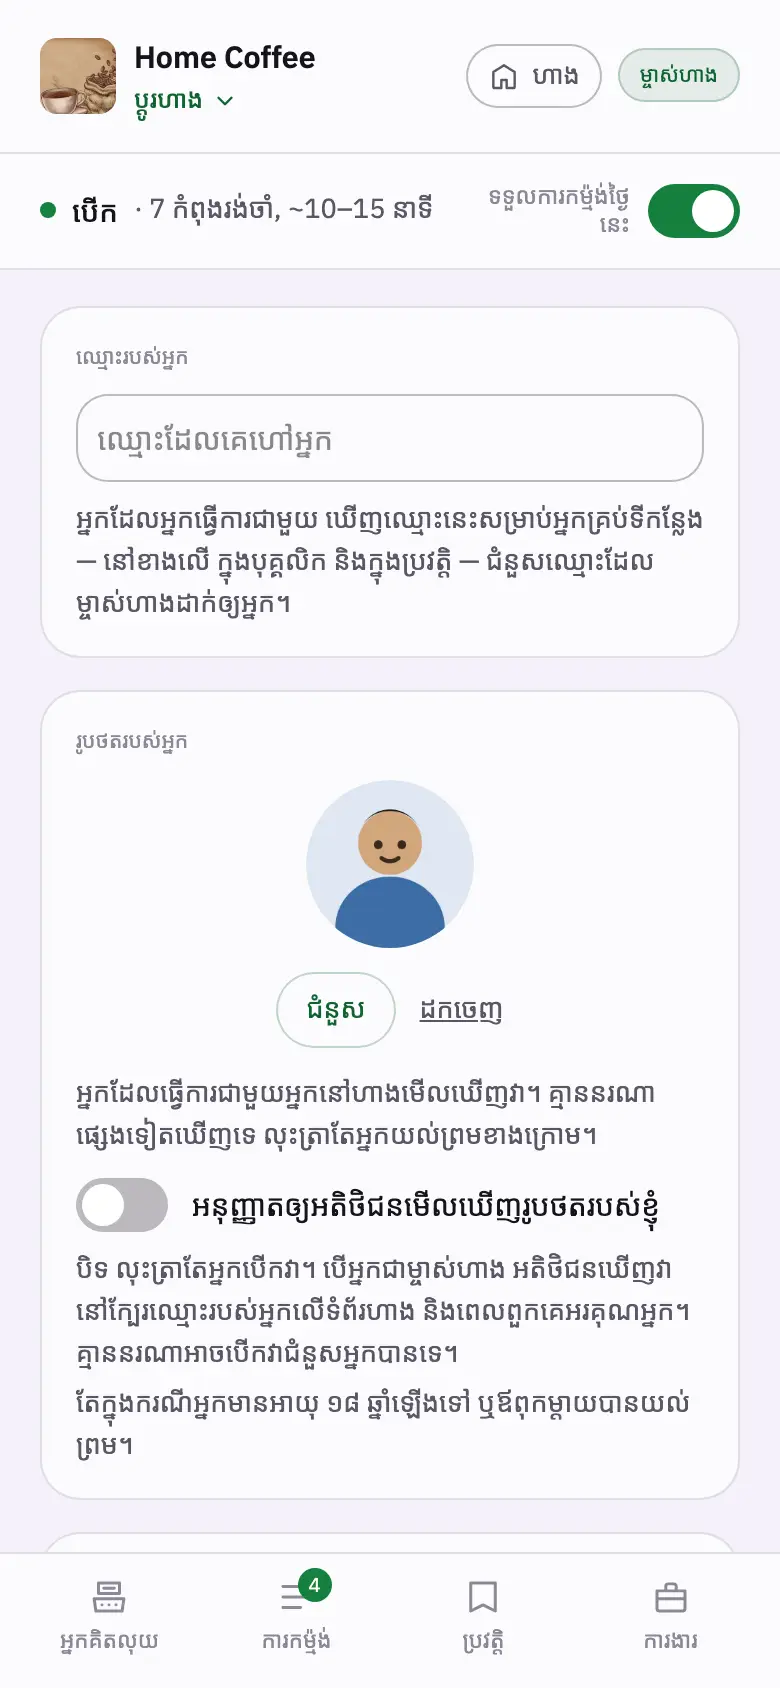 Home Coffee
ប្តូរហាង
ហាង
ម្ចាស់ហាង
បើក · 7 កំពុងរង់ចាំ, ~10–15 នាទី
ទទួលការកម្ម៉ង់ថ្ងៃ
នេះ
ឈ្មោះរបស់អ្នក
ឈ្មោះដែលគេហៅអ្នក
អ្នកដែលអ្នកធ្វើការជាមួយ ឃើញឈ្មោះនេះសម្រាប់អ្នកគ្រប់ទីកន្លែង
— នៅខាងលើ ក្នុងបុគ្គលិក និងក្នុងប្រវត្តិ — ជំនួសឈ្មោះដែល
ម្ចាស់ហាងដាក់ឲ្យអ្នក។
រូបថតរបស់អ្នក
ជំនួស
ដកចេញ
អ្នកដែលធ្វើការជាមួយអ្នកនៅហាងមើលឃើញវា។ គ្មាននរណា
ផ្សេងទៀតឃើញទេ លុះត្រាតែអ្នកយល់ព្រមខាងក្រោម។
អនុញ្ញាតឲ្យអតិថិជនមើលឃើញរូបថតរបស់ខ្ញុំ
បិទ លុះត្រាតែអ្នកបើកវា។ បើអ្នកជាម្ចាស់ហាង អតិថិជនឃើញវា
នៅក្បែរឈ្មោះរបស់អ្នកលើទំព័រហាង និងពេលពួកគេអរគុណអ្នក។
គ្មាននរណាអាចបើកវាជំនួសអ្នកបានទេ។
តែក្នុងករណីអ្នកមានអាយុ ១៨ ឆ្នាំឡើងទៅ ឬឪពុកម្តាយបានយល់
ព្រម។
4
អ្នកគិតលុយ
ការកម្ម៉ង់
ប្រវត្តិ
ការងារ